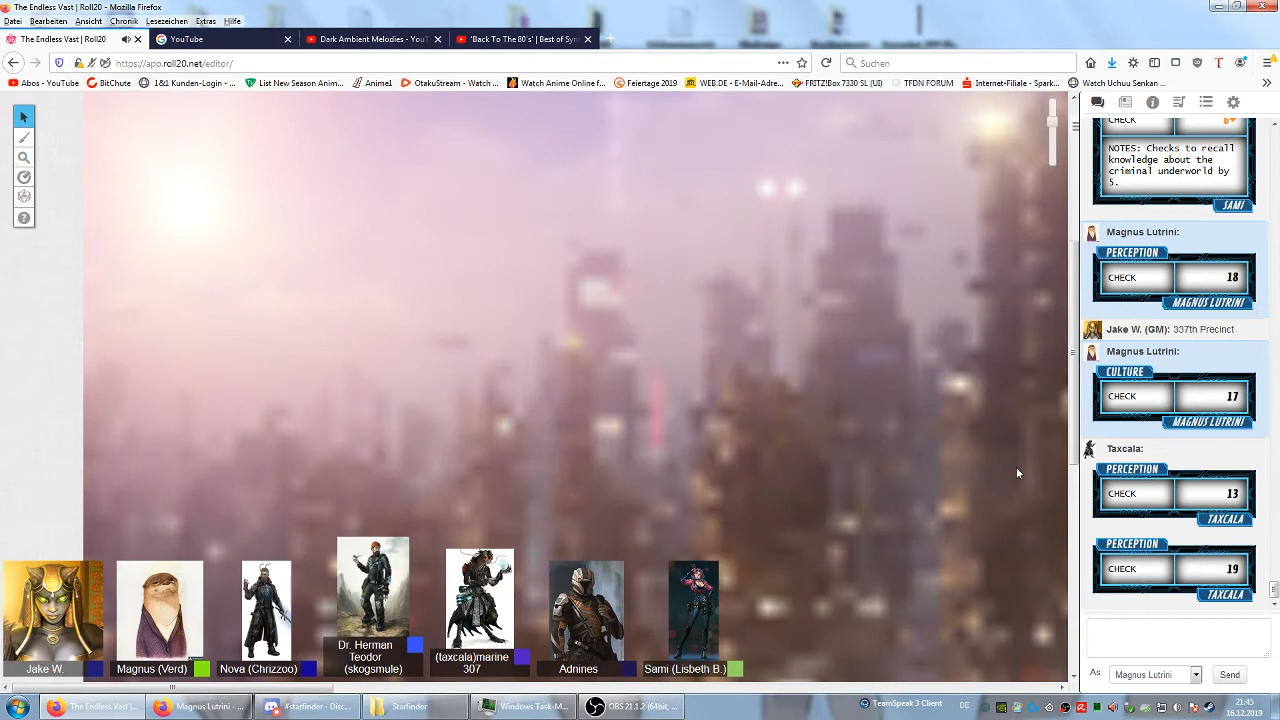 The Endless Vast | Roll20 - Mozilla Firefox
Datei Bearbeiten Ansicht Chronik Lesezeichen Extras Hilfe
The Endless Vast | Roll20
YouTube
Dark Ambient Melodies - YouT
'Back To The 80's' | Best of Syn
https://app.roll20.net/editor/
Suchen
Abos - YouTube
BitChute
1&1 Kunden-Login -
List New Season Anim...
Anime1
OtakuStream - Watch ...
Watch Anime Online f...
Feiertage 2019
WEB.DE - E-Mail-Adre...
FRITZ!Box 7330 SL (UI)
TFDN FORUM
Internet-Filiale - Spark...
Watch Uchuu Senkan ...
CHECK
NOTES: Checks to recall
knowledge about the
criminal underworld by
5.
SAMI
Magnus Lutrini:
PERCEPTION
CHECK 18
MAGNUS LUTRINI
Jake W. (GM): 337th Precinct
Magnus Lutrini:
CULTURE
CHECK 17
MAGNUS LUTRINI
Taxcala:
PERCEPTION
CHECK 13
TAXCALA
PERCEPTION
CHECK 19
TAXCALA
Jake W.
Magnus (Verd)
Nova (Chrizzoo)
Dr. Herman
Teodor
(skogsmule)
(taxcala)marine
307
Adnines
Sami (Lisbeth B.)
As: Magnus Lutrini Send
The Endless Vast | ...
Magnus Lutrini - ...
#starfinder - Disc...
Starfinder
Windows Task-M...
OBS 21.1.2 (64bit, ...
TeamSpeak 3 Client
DE
21:45
16.12.2019